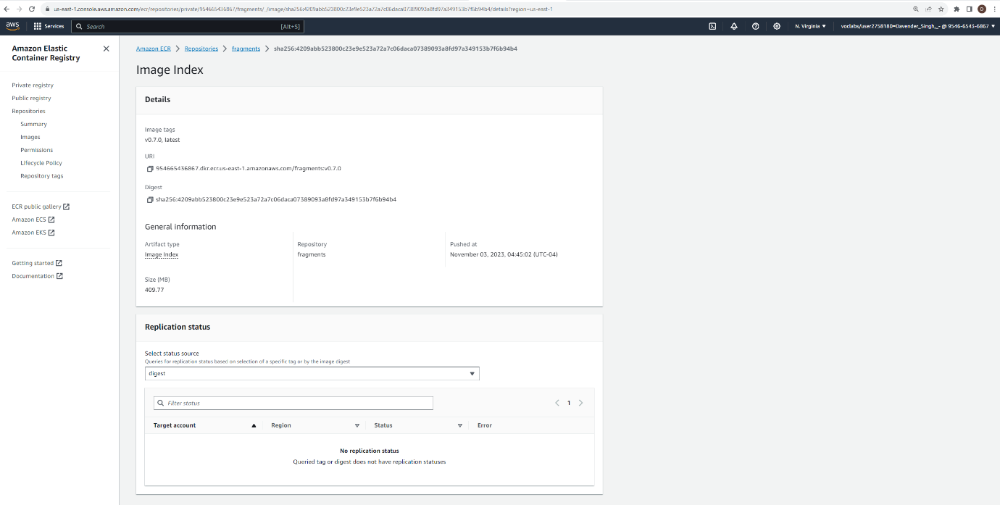 us-east-1.console.aws.amazon.com/ecr/repositories/private/954665436867/fragments/_/image/sha256:4209abb523800c23e9e523a72a7c06daca07389093a8fd97a349153b7f6b94b4/details?region=us-east-1
D
aws
Services
Search
[Alt+S]
N. Virginia
voclabs/user2758180=Davender_Singh_- @ 9546-6543-6867
Amazon Elastic
Container Registry
Private registry
Public registry
Repositories
Summary
Images
Permissions
Lifecycle Policy
Repository tags
ECR public gallery
Amazon ECS
Amazon EKS
Getting started
Documentation
Amazon ECR > Repositories > fragments > sha256:4209abb523800c23e9e523a72a7c06daca07389093a8fd97a349153b7f6b94b4
Image Index
Details
Image tags
v0.7.0, latest
URI
954665436867.dkr.ecr.us-east-1.amazonaws.com/fragments:v0.7.0
Digest
sha256:4209abb523800c23e9e523a72a7c06daca07389093a8fd97a349153b7f6b94b4
General information
Artifact type
Image Index
Repository
fragments
Pushed at
November 03, 2023, 04:45:02 (UTC-04)
Size (MB)
409.77
Replication status
Select status source
Queries for replication status based on selection of a specific tag or by the image digest
digest
Filter status
1
Target account Region Status Error
No replication status
Queried tag or digest does not have replication statuses